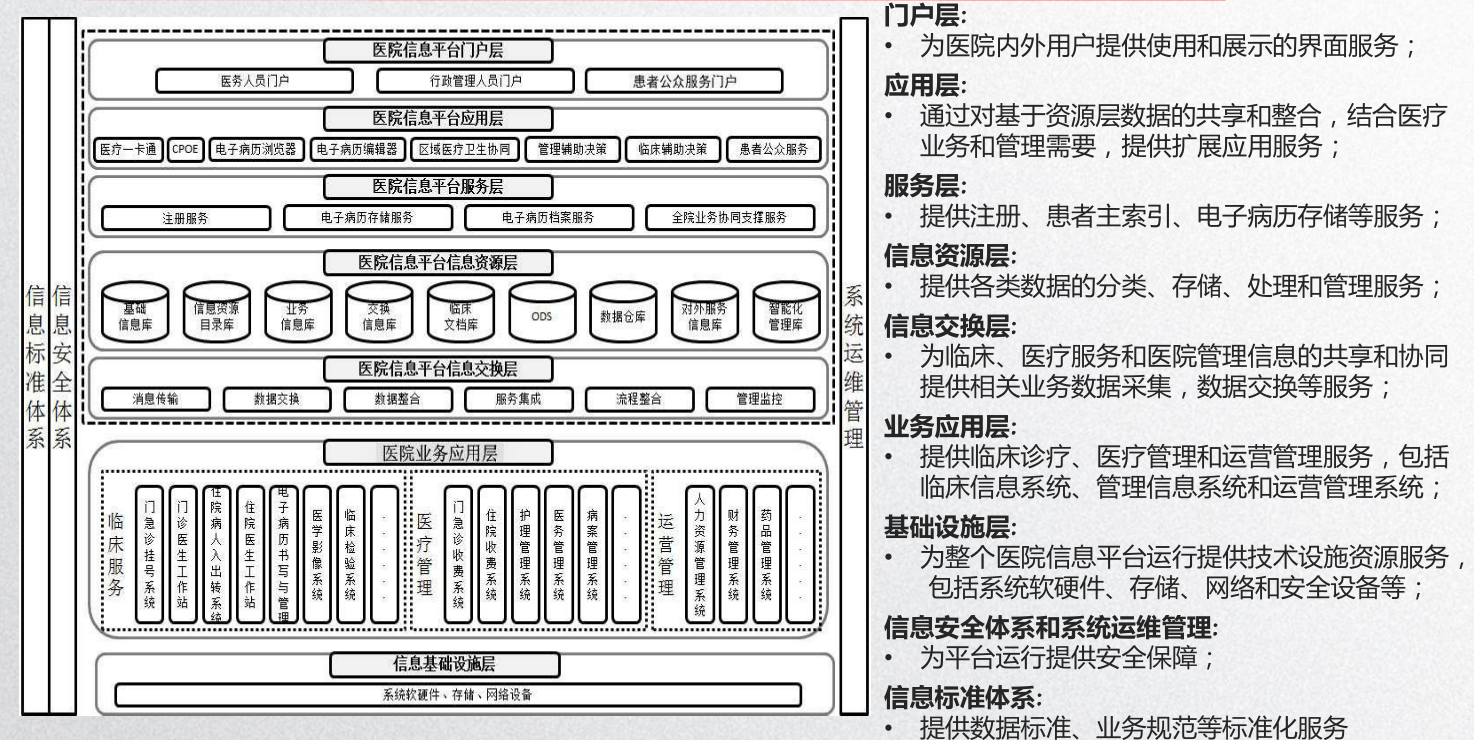 信息标准体系
信息安全体系
医院信息平台门户层
医务人员门户
行政管理人员门户
患者公众服务门户
医院信息平台应用层
医疗一卡通
CPOE
电子病历浏览器
电子病历编辑器
区域医疗卫生协同
管理辅助决策
临床辅助决策
患者公众服务
医院信息平台服务层
注册服务
电子病历存储服务
电子病历档案服务
全院业务协同支撑服务
医院信息平台信息资源层
基础
信息库
信息资源
目录库
业务
信息库
交换
信息库
临床
文档库
ODS
数据仓库
对外服务
信息库
智能化
管理库
医院信息平台信息交换层
消息传输
数据交换
数据整合
服务集成
流程整合
管理监控
医院业务应用层
临床服务
门急诊挂号系统
门诊医生工作站
住院病人入出转系统
住院医生工作站
电子病历书写与管理
医学影像系统
临床检验系统
. . . .
医疗管理
门急诊收费系统
住院收费系统
护理管理系统
医务管理系统
病案管理系统
. . . .
运营管理
人力资源管理系统
财务管理系统
药品管理系统
. . . .
信息基础设施层
系统软硬件、存储、网络设备
系统运维管理
门户层:
• 为医院内外用户提供使用和展示的界面服务；
应用层:
• 通过对基于资源层数据的共享和整合，结合医疗
业务和管理需要，提供扩展应用服务；
服务层:
• 提供注册、患者主索引、电子病历存储等服务；
信息资源层:
• 提供各类数据的分类、存储、处理和管理服务；
信息交换层:
• 为临床、医疗服务和医院管理信息的共享和协同
提供相关业务数据采集，数据交换等服务；
业务应用层:
• 提供临床诊疗、医疗管理和运营管理服务，包括
临床信息系统、管理信息系统和运营管理系统；
基础设施层:
• 为整个医院信息平台运行提供技术设施资源服务，
包括系统软硬件、存储、网络和安全设备等；
信息安全体系和系统运维管理:
• 为平台运行提供安全保障；
信息标准体系:
• 提供数据标准、业务规范等标准化服务